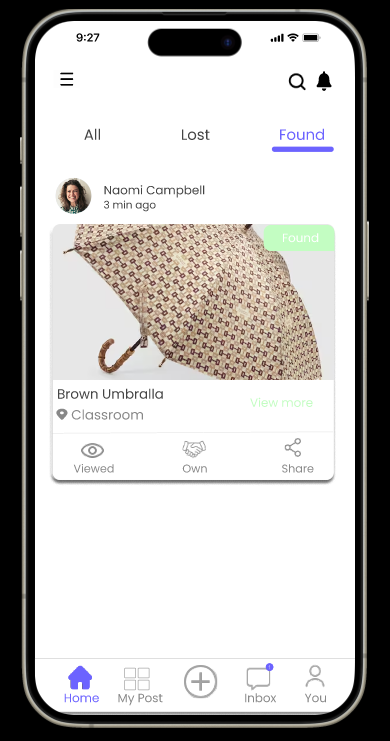 9:27
All Lost Found
Naomi Campbell
3 min ago
Found
Brown Umbralla
Classroom
View more
Viewed Own Share
Home My Post Inbox You